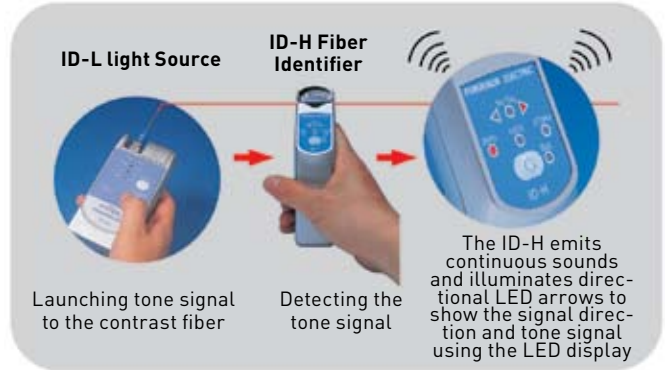 ID-L light Source
ID-H Fiber
Identifier
Launching tone signal
to the contrast fiber
Detecting the
tone signal
ID-H
The ID-H emits
continuous sounds
and illuminates direc-
tional LED arrows to
show the signal direc-
tion and tone signal
using the LED display